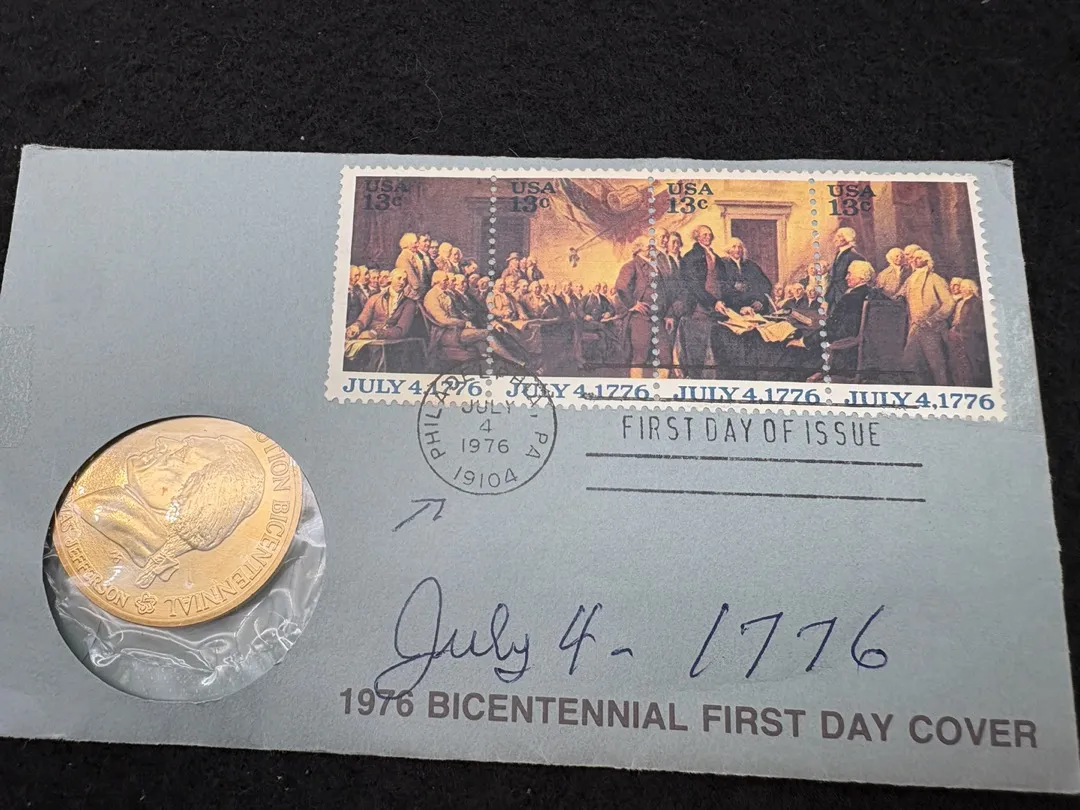 USA 13c
USA 13c
USA 13c
USA 13c
JULY 4,1776
JULY 4,1776
JULY 4,1776
JULY 4,1776
PHILADELPHIA, PA
JULY
4
1976
19104
FIRST DAY OF ISSUE
JEFFERSON
BICENTENNIAL
July 4 - 1776
1976 BICENTENNIAL FIRST DAY COVER